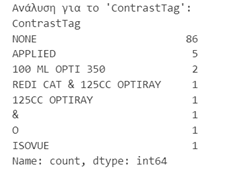 Ανάλυση για το 'ContrastTag':
ContrastTag
NONE 86
APPLIED 5
100 ML OPTI 350 2
REDI CAT & 125CC OPTIRAY 1
125CC OPTIRAY 1
& 1
O 1
ISOVUE 1
Name: count, dtype: int64